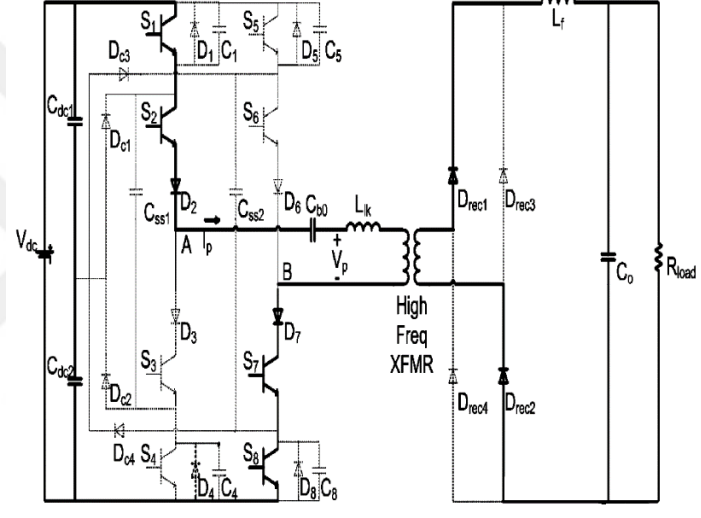 S1 D1 C1 S5 D5 C5 Lf
Dc3
Cdc1 S2 S6
Dc1
D2 Css1 Css2 D6 Cb0 Llk Drec1 Drec3
Vdc A Ip + Vp - Co Rload
B
High
Freq
XFMR
D3 D7
Cdc2 S3 S7
Dc2 Drec4 Drec2
Dc4 S4 S8
D4 C4 D8 C8